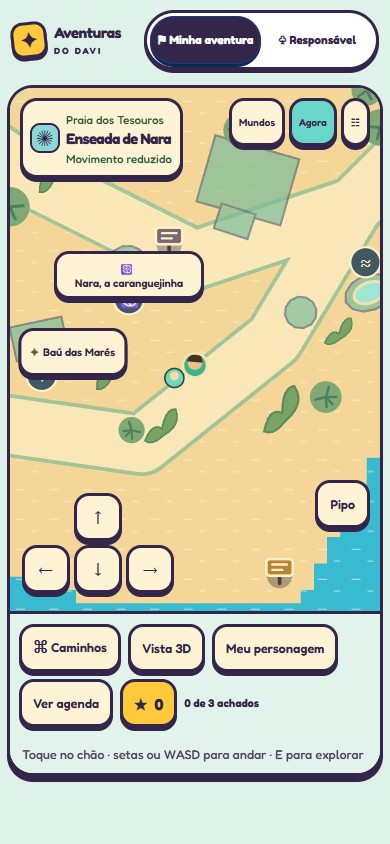 Aventuras
DO DAVI
Minha aventura
Responsável
Praia dos Tesouros
Enseada de Nara
Movimento reduzido
Mundos
Agora
Nara, a caranguejinha
Baú das Marés
Pipo
↑
← ↓ →
⌘ Caminhos
Vista 3D
Meu personagem
Ver agenda
★ 0
0 de 3 achados
Toque no chão · setas ou WASD para andar · E para explorar